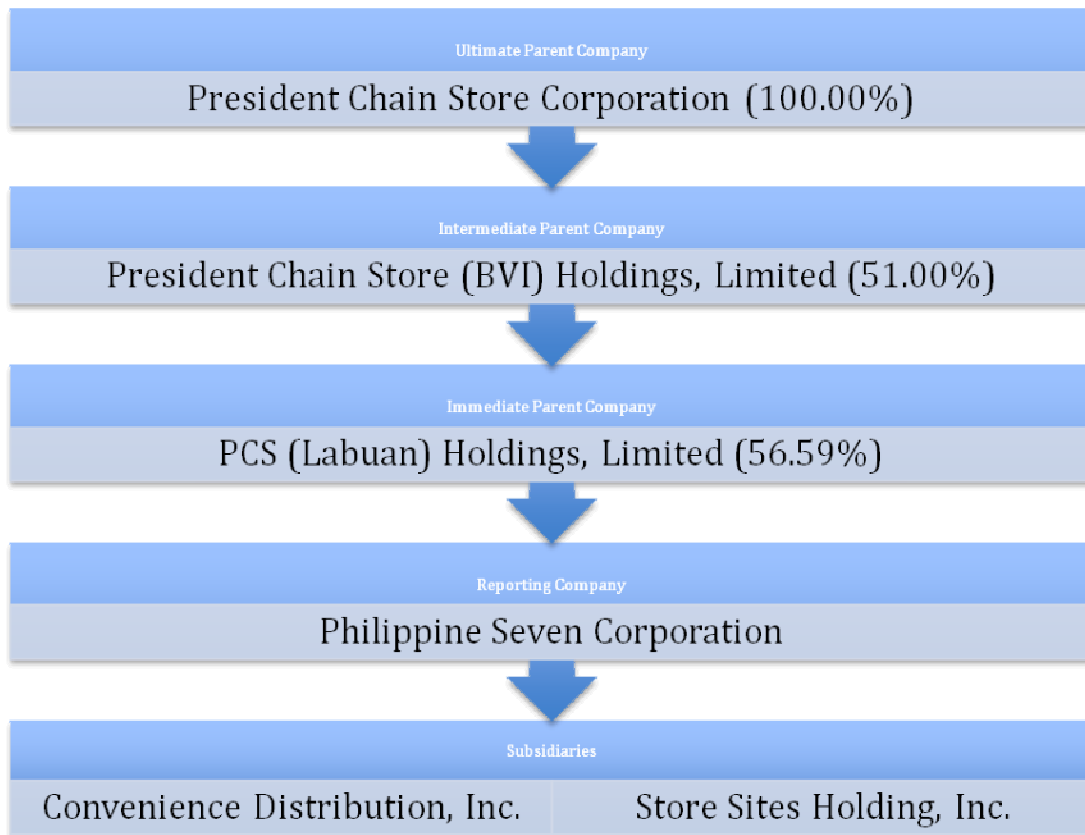 Ultimate Parent Company
President Chain Store Corporation (100.00%)
Intermediate Parent Company
President Chain Store (BVI) Holdings, Limited (51.00%)
Immediate Parent Company
PCS (Labuan) Holdings, Limited (56.59%)
Reporting Company
Philippine Seven Corporation
Subsidiaries
Convenience Distribution, Inc.
Store Sites Holding, Inc.